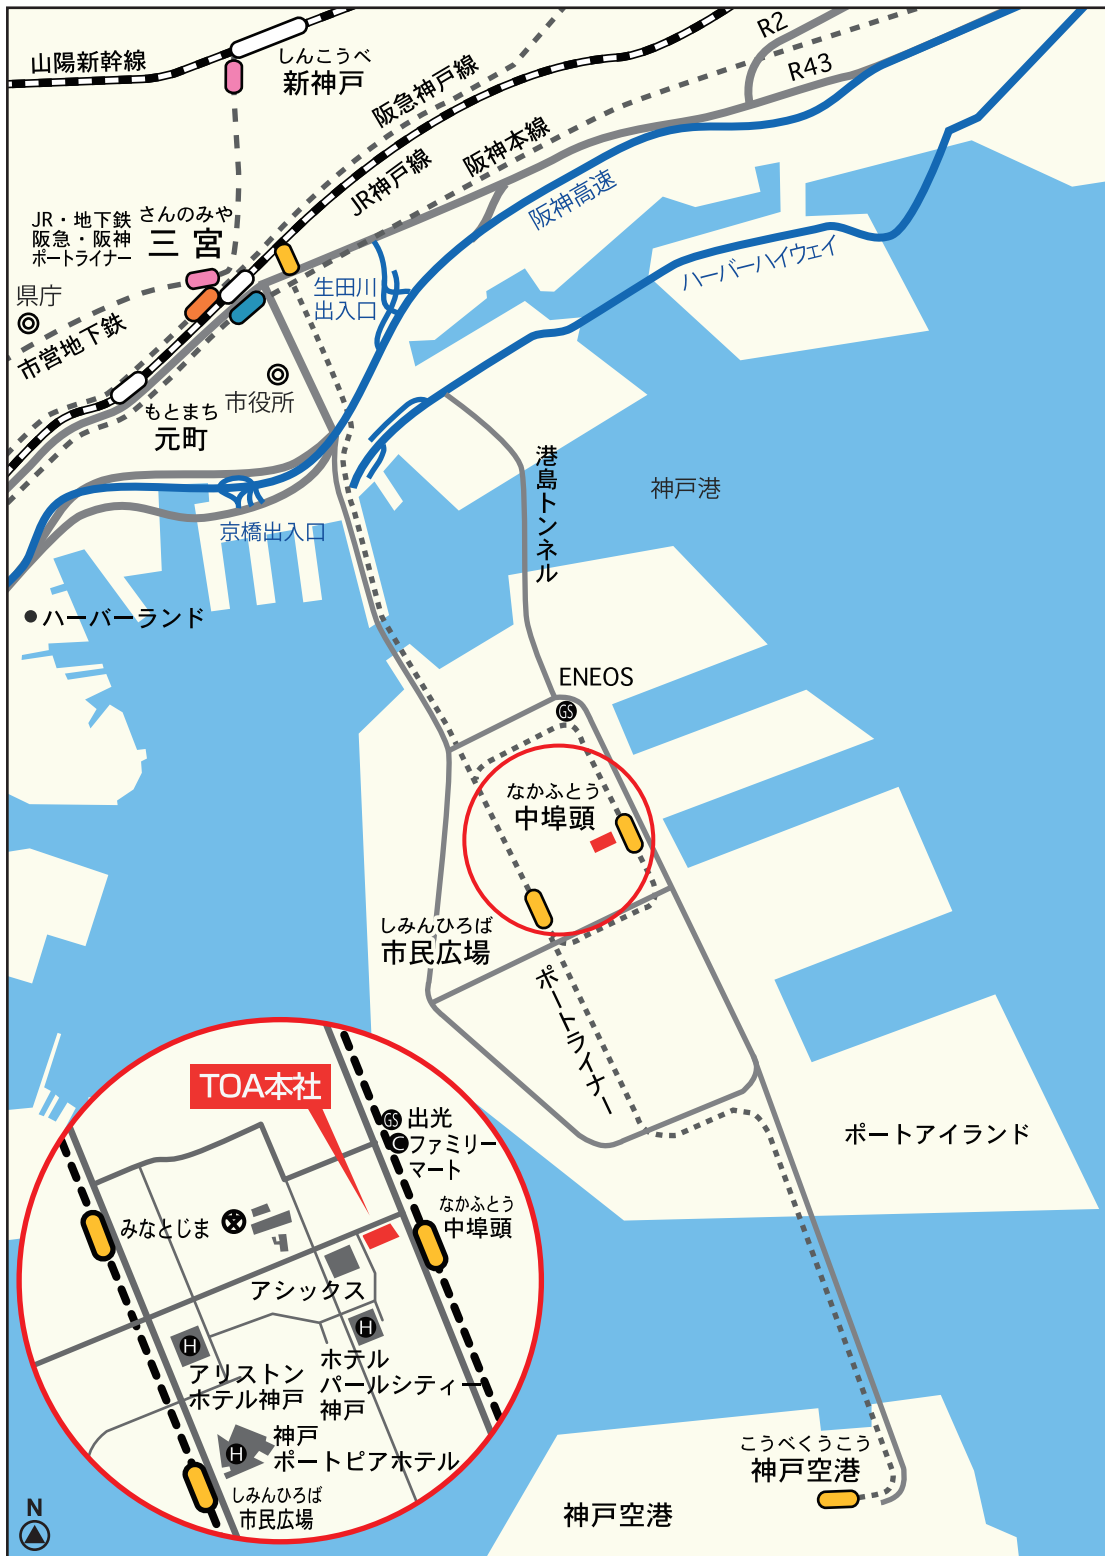 山陽新幹線
しんこうべ
新神戸
阪急神戸線
R2
R43
JR神戸線
阪神本線
阪神高速
JR・地下鉄
阪急・阪神
ポートライナー
さんのみや
三宮
県庁
市営地下鉄
生田川
出入口
ハーバーハイウェイ
市役所
もとまち
元町
港島トンネル
神戸港
京橋出入口
ハーバーランド
ENEOS
GS
なかふとう
中埠頭
しみんひろば
市民広場
ポートライナー
ポートアイランド
TOA本社
GS
出光
C
ファミリー
マート
なかふとう
中埠頭
みなとじま
アシックス
H
H
アリストン
ホテル神戸
ホテル
パールシティー
神戸
H
神戸
ポートピアホテル
しみんひろば
市民広場
こうべくうこう
神戸空港
神戸空港
N